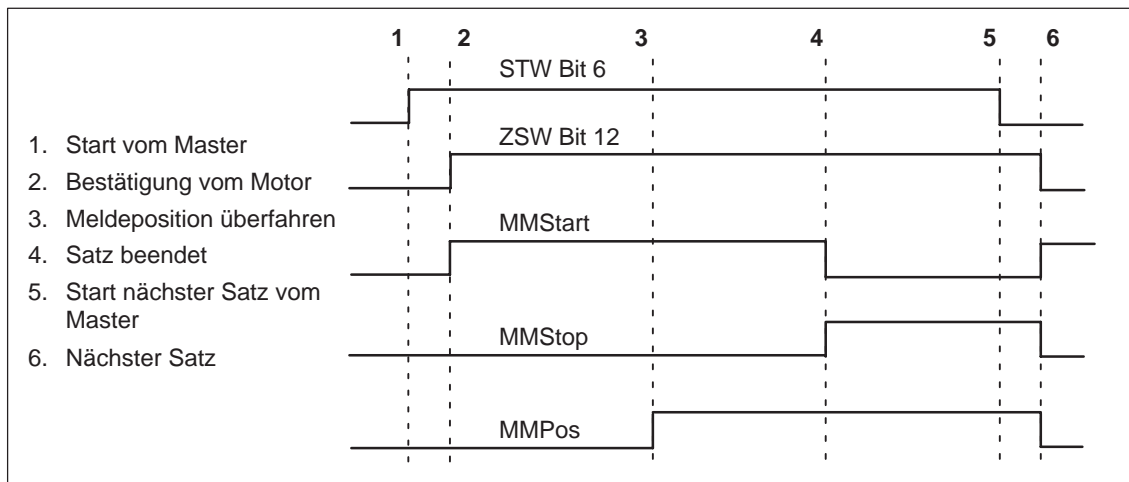 1 2 3 4 5 6
STW Bit 6
ZSW Bit 12
1. Start vom Master
2. Bestätigung vom Motor
3. Meldeposition überfahren
4. Satz beendet
5. Start nächster Satz vom
Master
6. Nächster Satz
MMStart
MMStop
MMPos